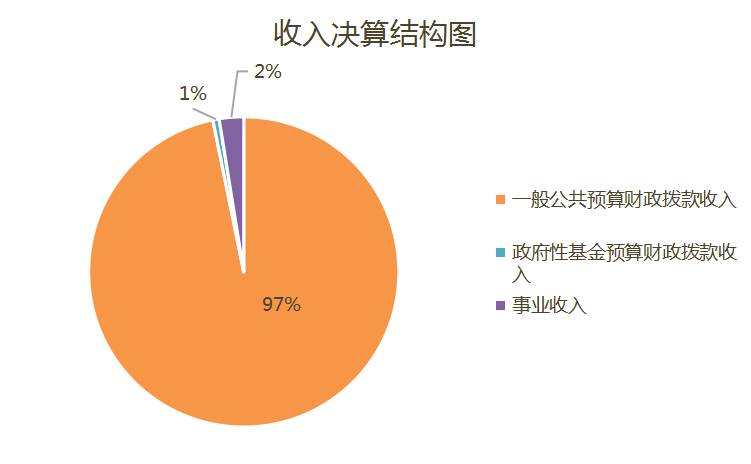 收入决算结构图
2%
1%
97%
一般公共预算财政拨款收入
政府性基金预算财政拨款收
入
事业收入